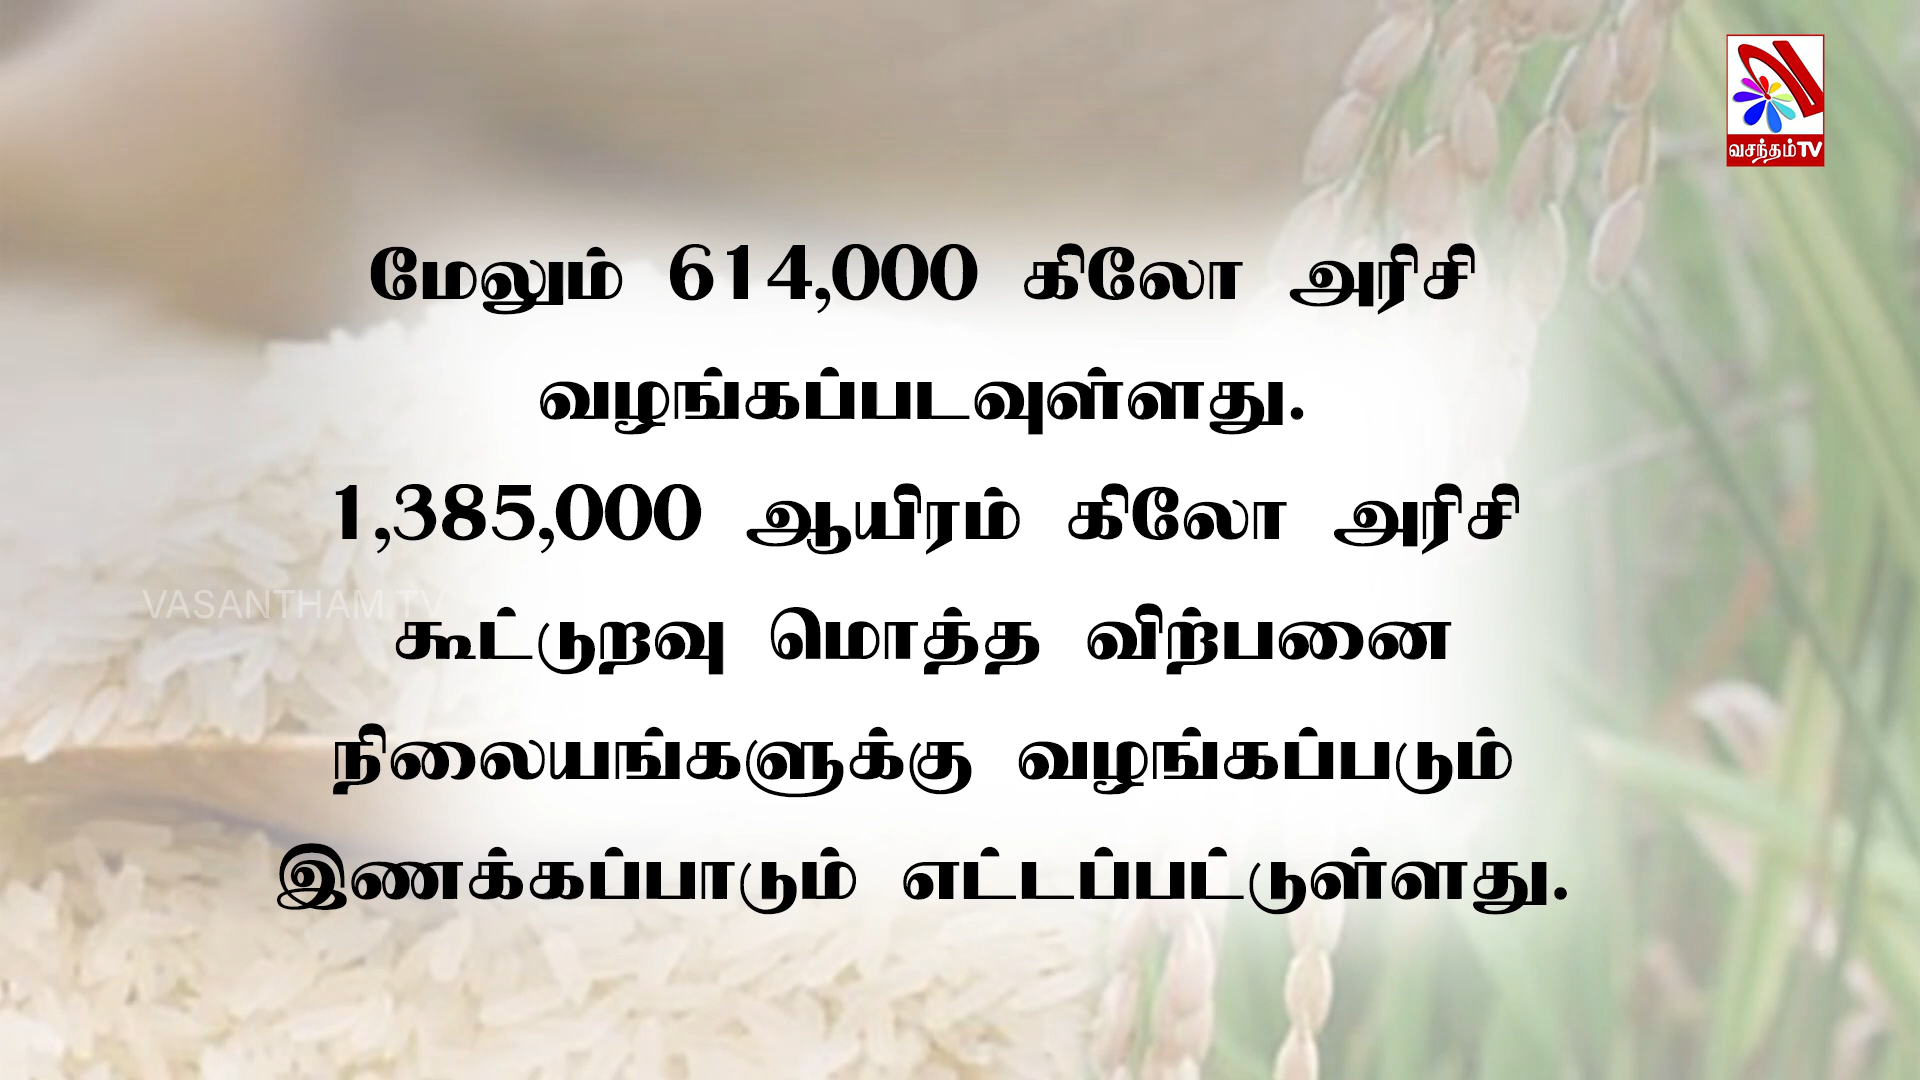 வசந்தம்TV
மேலும் 614,000 கிலோ அரிசி
வழங்கப்படவுள்ளது.
1,385,000 ஆயிரம் கிலோ அரிசி
VASANTHAM TV
கூட்டுறவு மொத்த விற்பனை
நிலையங்களுக்கு வழங்கப்படும்
இணக்கப்பாடும் எட்டப்பட்டுள்ளது.